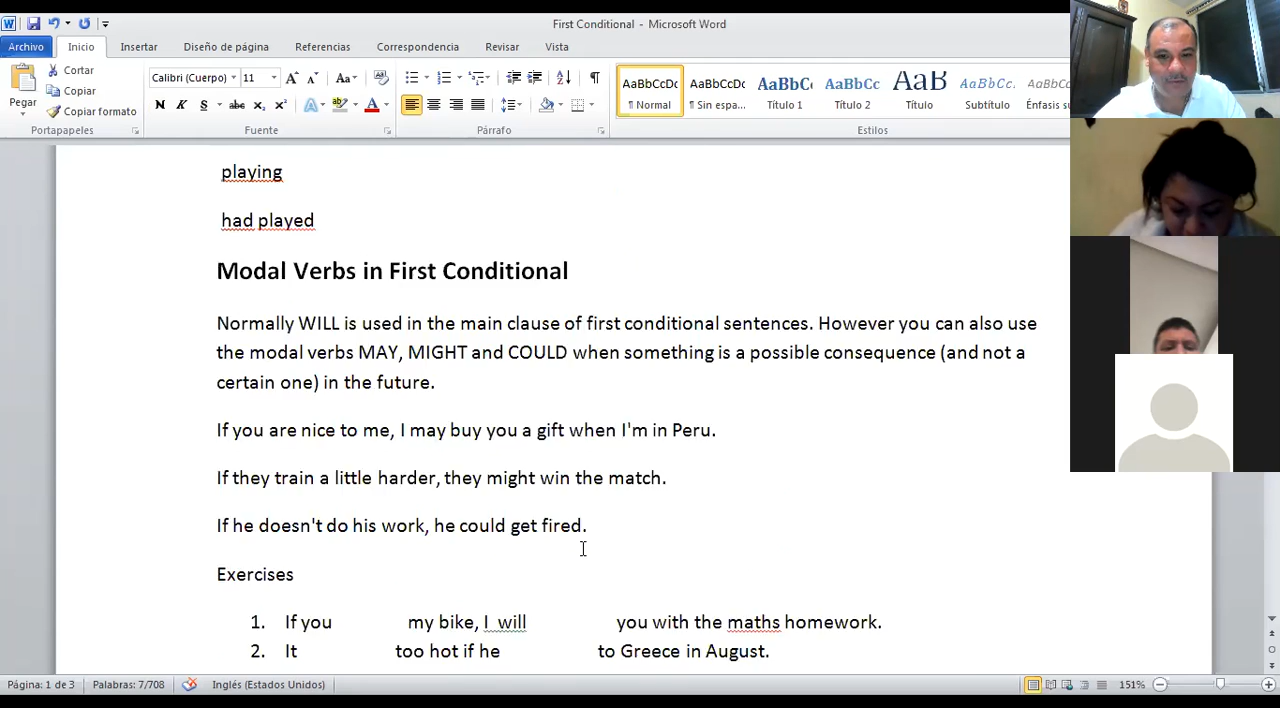 First Conditional - Microsoft Word
Archivo Inicio Insertar Diseño de página Referencias Correspondencia Revisar Vista
Pegar
Cortar
Copiar
Copiar formato
Portapapeles
Calibri (Cuerpo) 11
N K S abc x₂ x²
Fuente
Párrafo
AaBbCcDc AaBbCcDc AaBbC AaBbCc AaB AaBbCc. AaBbCc
¶ Normal ¶ Sin espa... Título 1 Título 2 Título Subtítulo Énfasis su
Estilos
playing
had played
Modal Verbs in First Conditional
Normally WILL is used in the main clause of first conditional sentences. However you can also use
the modal verbs MAY, MIGHT and COULD when something is a possible consequence (and not a
certain one) in the future.
If you are nice to me, I may buy you a gift when I'm in Peru.
If they train a little harder, they might win the match.
If he doesn't do his work, he could get fired.
Exercises
1. If you my bike, I will you with the maths homework.
2. It too hot if he to Greece in August.
Página: 1 de 3 Palabras: 7/708 Inglés (Estados Unidos) 151%